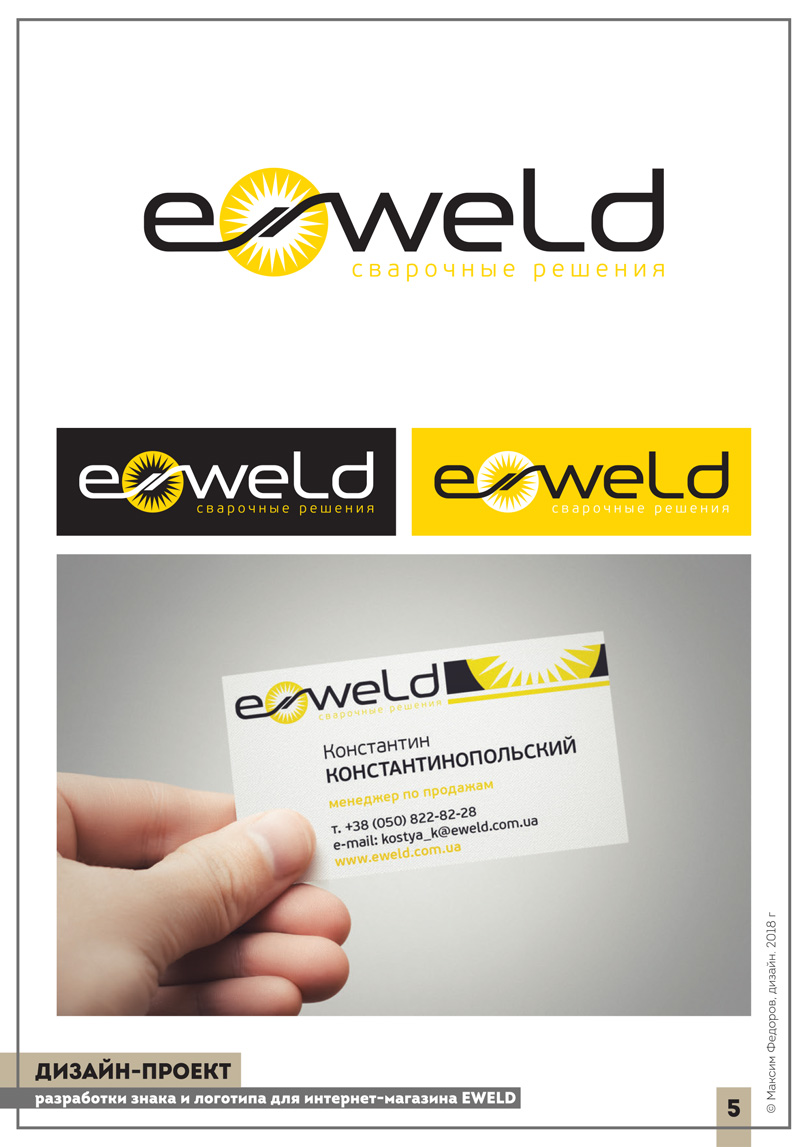 eweld
сварочные решения
eweld
сварочные решения
eweld
сварочные решения
eweld
сварочные решения
Константин
КОНСТАНТИНОПОЛЬСКИЙ
менеджер по продажам
т. +38 (050) 822-82-28
e-mail: kostya_k@eweld.com.ua
www.eweld.com.ua
© Максим Федоров, дизайн. 2018 г
ДИЗАЙН-ПРОЕКТ
разработки знака и логотипа для интернет-магазина EWELD
5